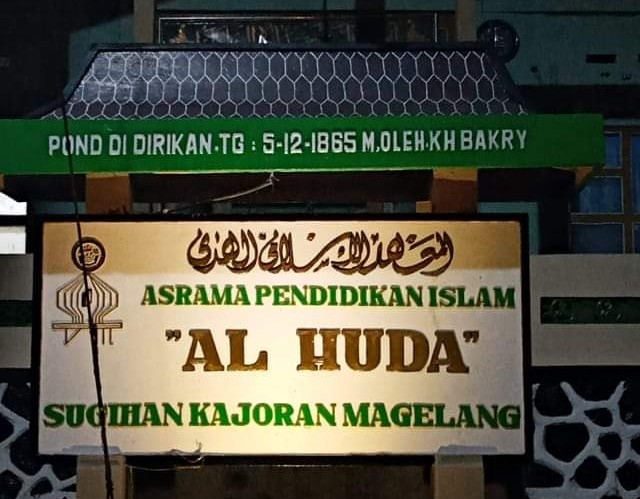 POND DI DIRIKAN.TG : 5-12-1865 M.OLEH.KH BAKRY
المعهد الإسلامي الهدى
ASRAMA PENDIDIKAN ISLAM
"AL HUDA"
SUGIHAN KAJORAN MAGELANG